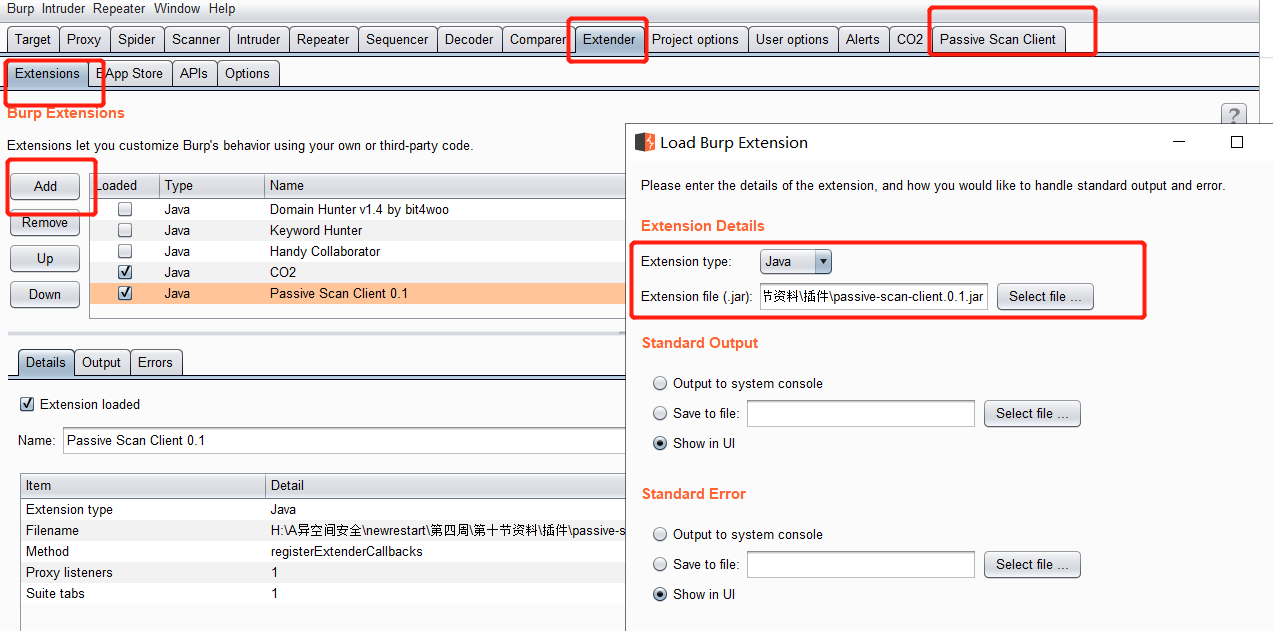 Burp Intruder Repeater Window Help
Target Proxy Spider Scanner Intruder Repeater Sequencer Decoder Comparer Extender Project options User options Alerts CO2 Passive Scan Client
Extensions BApp Store APIs Options
Burp Extensions
?
Extensions let you customize Burp's behavior using your own or third-party code.
Add
Remove
Up
Down
Loaded Type Name
Java Domain Hunter v1.4 by bit4woo
Java Keyword Hunter
Java Handy Collaborator
Java CO2
Java Passive Scan Client 0.1
Details Output Errors
Extension loaded
Name: Passive Scan Client 0.1
Item Detail
Extension type Java
Filename H:\A异空间安全\newrestart\第四周\第十节资料\插件\passive-s
Method registerExtenderCallbacks
Proxy listeners 1
Suite tabs 1
Load Burp Extension
Please enter the details of the extension, and how you would like to handle standard output and error.
Extension Details
Extension type: Java
Extension file (.jar): 节资料\插件\passive-scan-client.0.1.jar Select file ...
Standard Output
Output to system console
Save to file: Select file ...
Show in UI
Standard Error
Output to system console
Save to file: Select file ...
Show in UI